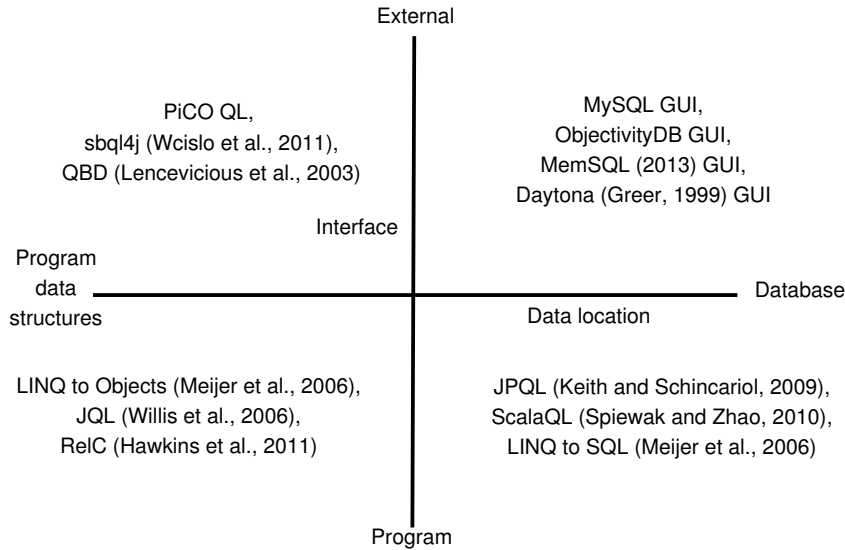 External
PiCO QL,
sbql4j (Wcislo et al., 2011),
QBD (Lencevicious et al., 2003)
MySQL GUI,
ObjectivityDB GUI,
MemSQL (2013) GUI,
Daytona (Greer, 1999) GUI
Interface
Program
data
structures
Database
Data location
LINQ to Objects (Meijer et al., 2006),
JQL (Willis et al., 2006),
RelC (Hawkins et al., 2011)
JPQL (Keith and Schincariol, 2009),
ScalaQL (Spiewak and Zhao, 2010),
LINQ to SQL (Meijer et al., 2006)
Program